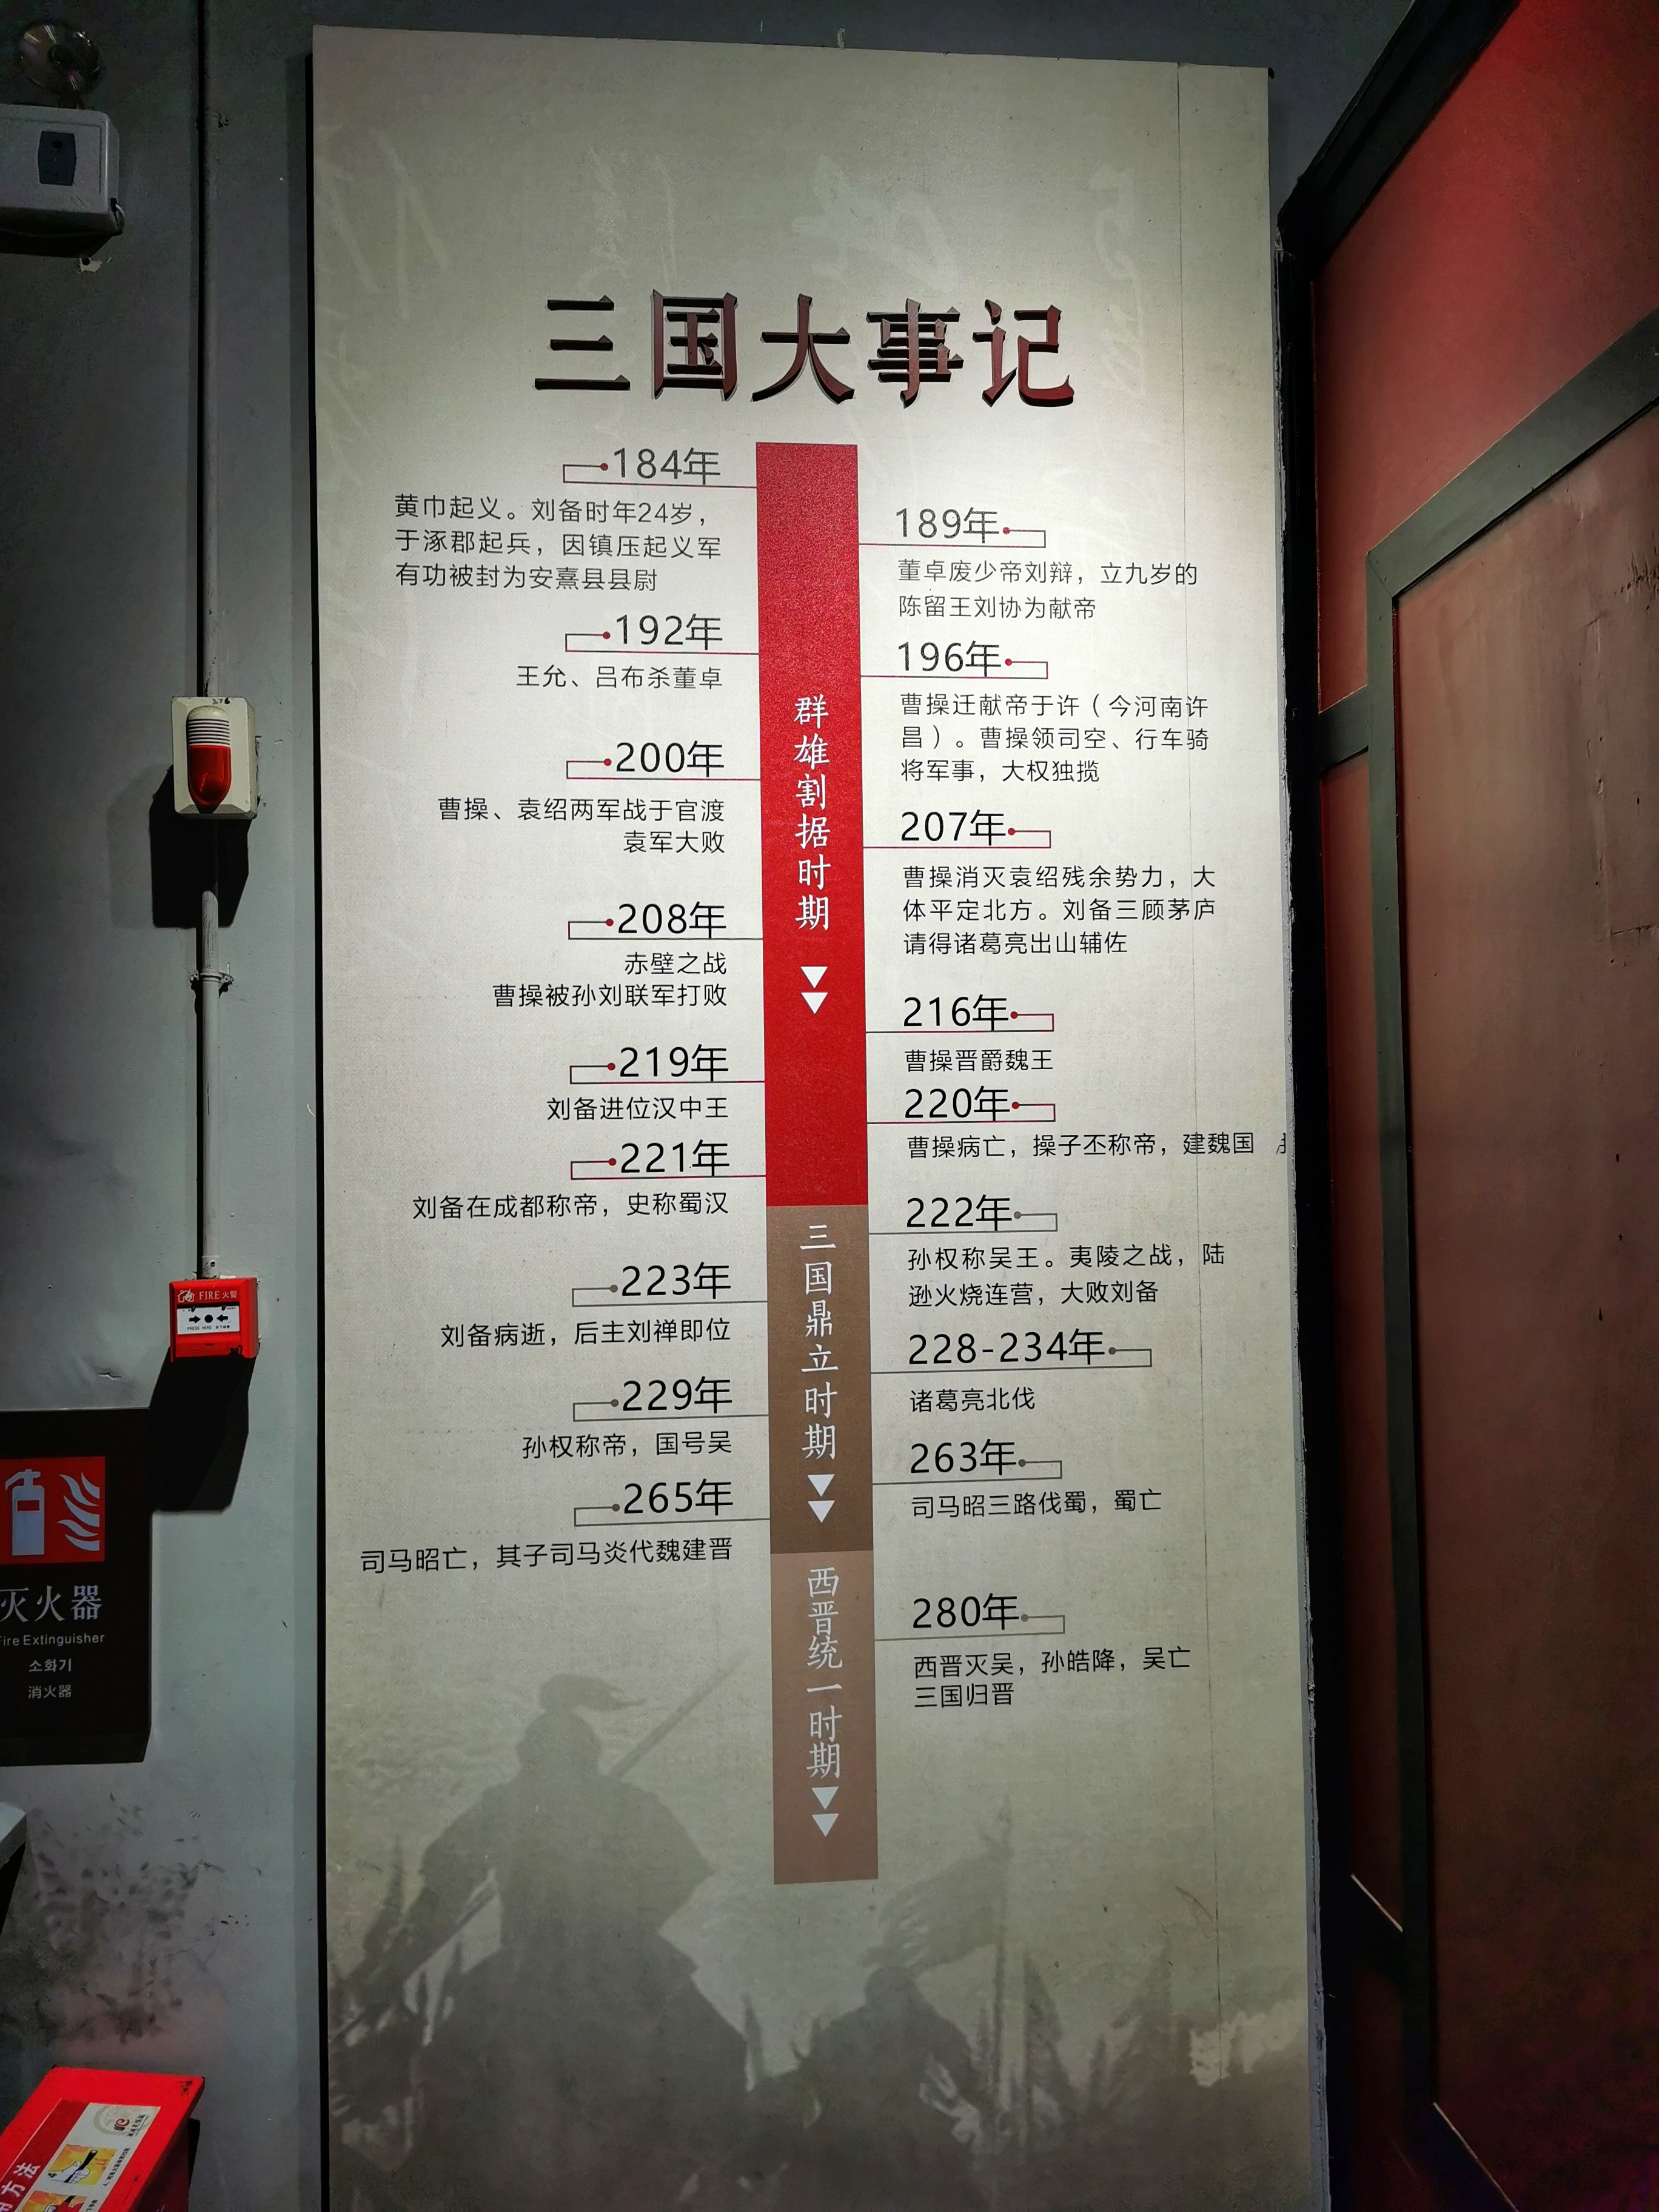 三国大事记
184年
黄巾起义。刘备时年24岁，
于涿郡起兵，因镇压起义军
有功被封为安熹县县尉
189年
董卓废少帝刘辩，立九岁的
陈留王刘协为献帝
192年
王允、吕布杀董卓
196年
曹操迁献帝于许（今河南许
昌）。曹操领司空、行车骑
将军事，大权独揽
200年
曹操、袁绍两军战于官渡
袁军大败
207年
曹操消灭袁绍残余势力，大
体平定北方。刘备三顾茅庐
请得诸葛亮出山辅佐
208年
赤壁之战
曹操被孙刘联军打败
216年
曹操晋爵魏王
219年
刘备进位汉中王
220年
曹操病亡，操子丕称帝，建魏国
221年
刘备在成都称帝，史称蜀汉
222年
孙权称吴王。夷陵之战，陆
逊火烧连营，大败刘备
223年
刘备病逝，后主刘禅即位
228-234年
诸葛亮北伐
229年
孙权称帝，国号吴
263年
司马昭三路伐蜀，蜀亡
265年
司马昭亡，其子司马炎代魏建晋
280年
西晋灭吴，孙皓降，吴亡
三国归晋
群雄割据时期
三国鼎立时期
西晋统一时期
FIRE 火警
PRESS HERE
灭火器
Fire Extinguisher
소화기
消火器
方法